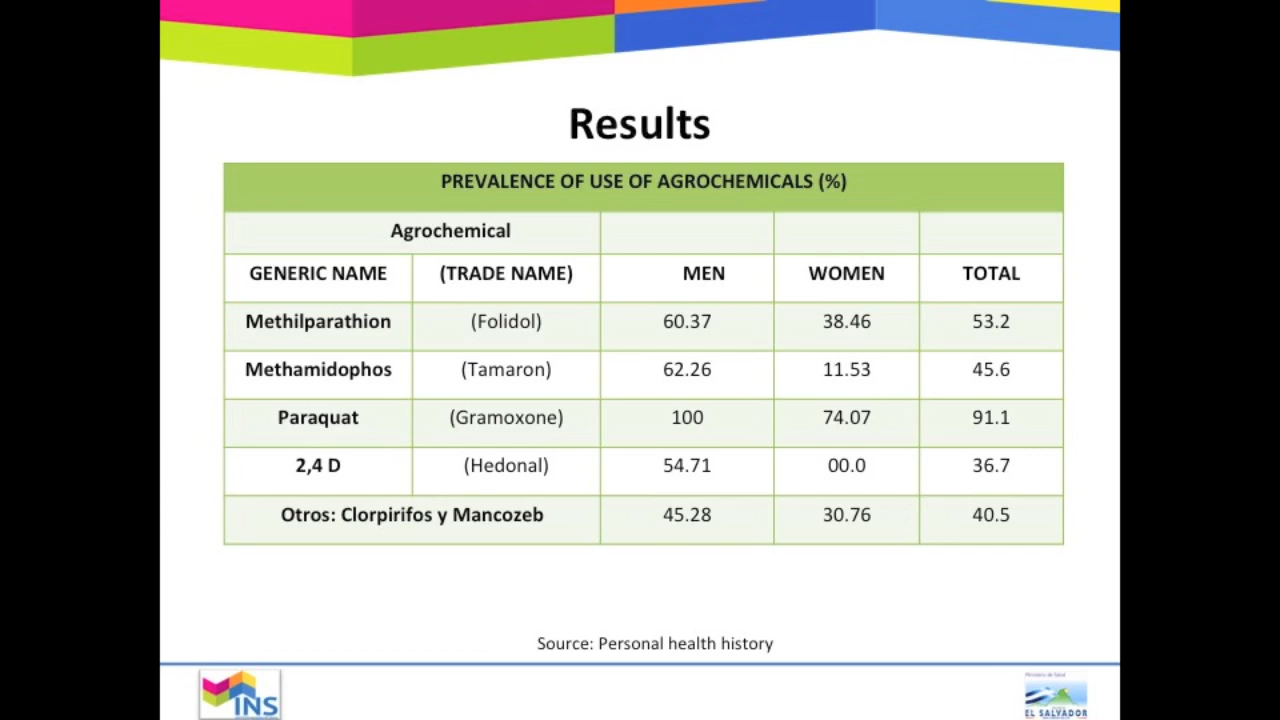 Results
PREVALENCE OF USE OF AGROCHEMICALS (%)
Agrochemical
GENERIC NAME (TRADE NAME) MEN WOMEN TOTAL
Methilparathion (Folidol) 60.37 38.46 53.2
Methamidophos (Tamaron) 62.26 11.53 45.6
Paraquat (Gramoxone) 100 74.07 91.1
2,4 D (Hedonal) 54.71 00.0 36.7
Otros: Clorpirifos y Mancozeb 45.28 30.76 40.5
Source: Personal health history
INS
Ministerio de Salud
EL SALVADOR